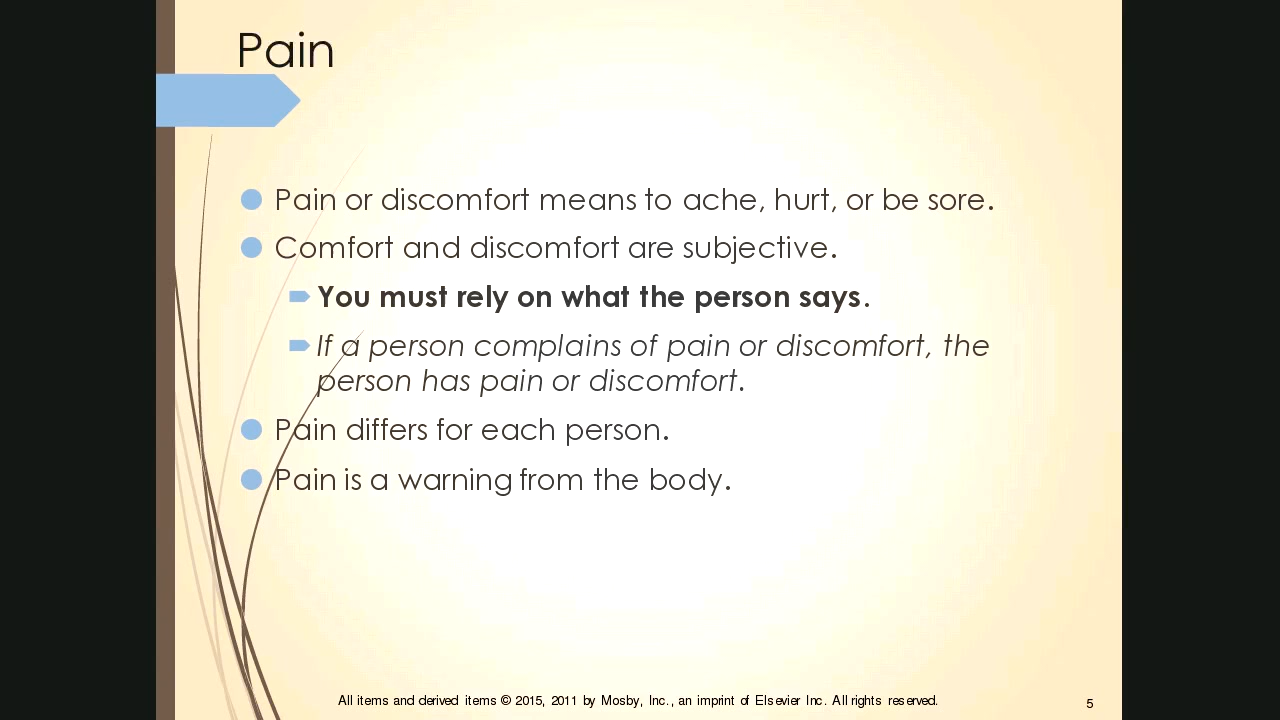 Pain
Pain or discomfort means to ache, hurt, or be sore.
Comfort and discomfort are subjective.
You must rely on what the person says.
If a person complains of pain or discomfort, the
person has pain or discomfort.
Pain differs for each person.
Pain is a warning from the body.
All items and derived items © 2015, 2011 by Mosby, Inc., an imprint of Elsevier Inc. All rights reserved.
5